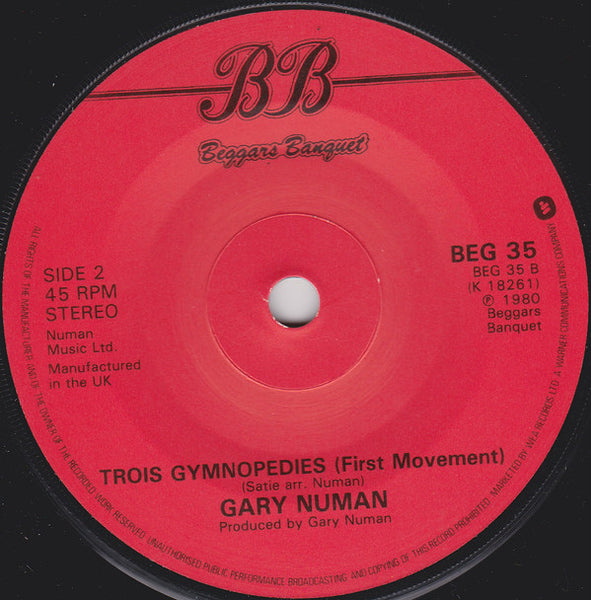 BB
Beggars Banquet
SIDE 2
45 RPM
STEREO
Numan
Music Ltd.
Manufactured
in the UK
BEG 35
BEG 35 B
(K 18261)
℗ 1980
Beggars
Banquet
TROIS GYMNOPEDIES (First Movement)
(Satie arr. Numan)
GARY NUMAN
Produced by Gary Numan
ALL RIGHTS OF THE MANUFACTURER AND OF THE OWNER OF THE RECORDED WORK RESERVED. UNAUTHORISED PUBLIC PERFORMANCE BROADCASTING AND COPYING OF THIS RECORD PROHIBITED. MARKETED BY WEA RECORDS LTD. A WARNER COMMUNICATIONS COMPANY